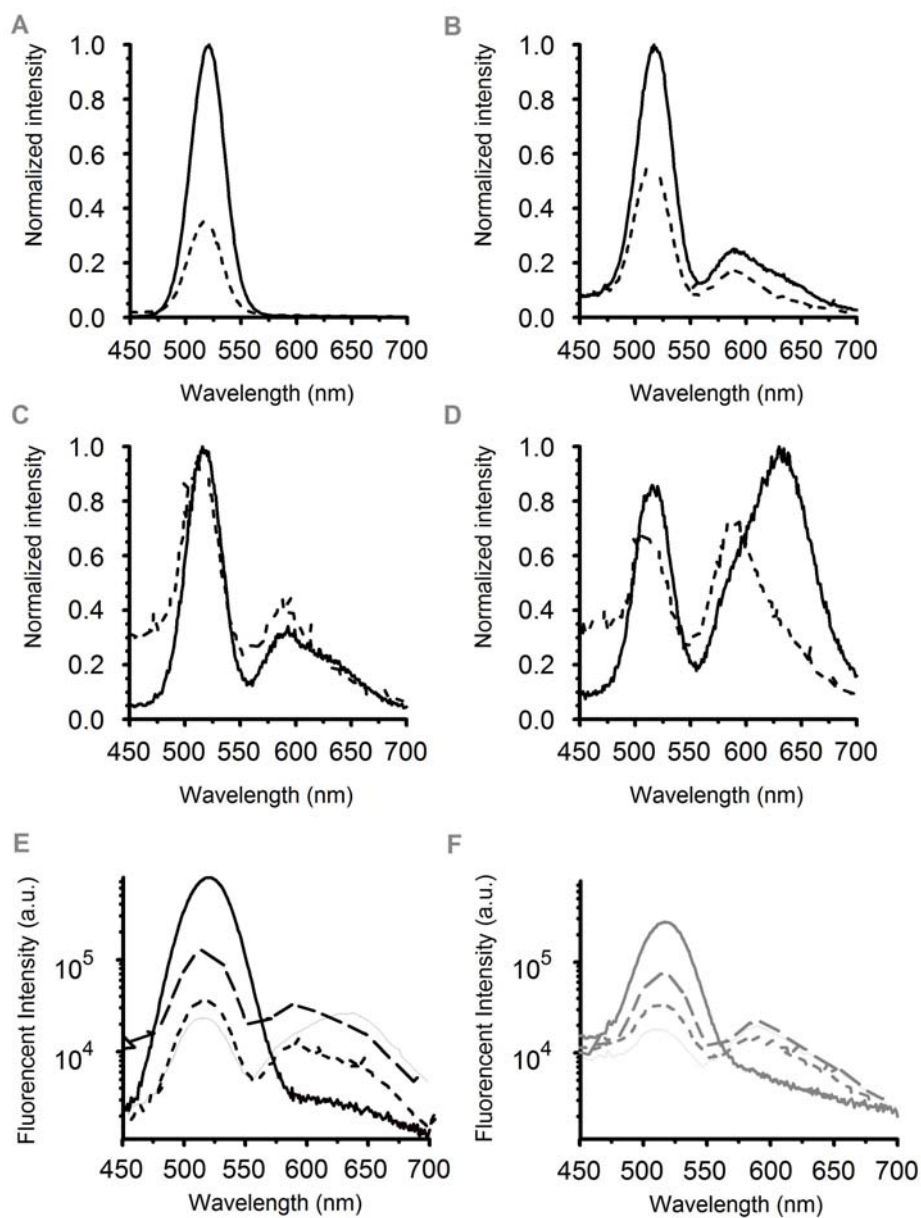 A
Normalized intensity
1.0
0.8
0.6
0.4
0.2
0.0
450 500 550 600 650 700
Wavelength (nm)
B
Normalized intensity
1.0
0.8
0.6
0.4
0.2
0.0
450 500 550 600 650 700
Wavelength (nm)
C
Normalized intensity
1.0
0.8
0.6
0.4
0.2
0.0
450 500 550 600 650 700
Wavelength (nm)
D
Normalized intensity
1.0
0.8
0.6
0.4
0.2
0.0
450 500 550 600 650 700
Wavelength (nm)
E
Fluorencent Intensity (a.u.)
10⁵
10⁴
450 500 550 600 650 700
Wavelength (nm)
F
Fluorencent Intensity (a.u.)
10⁵
10⁴
450 500 550 600 650 700
Wavelength (nm)